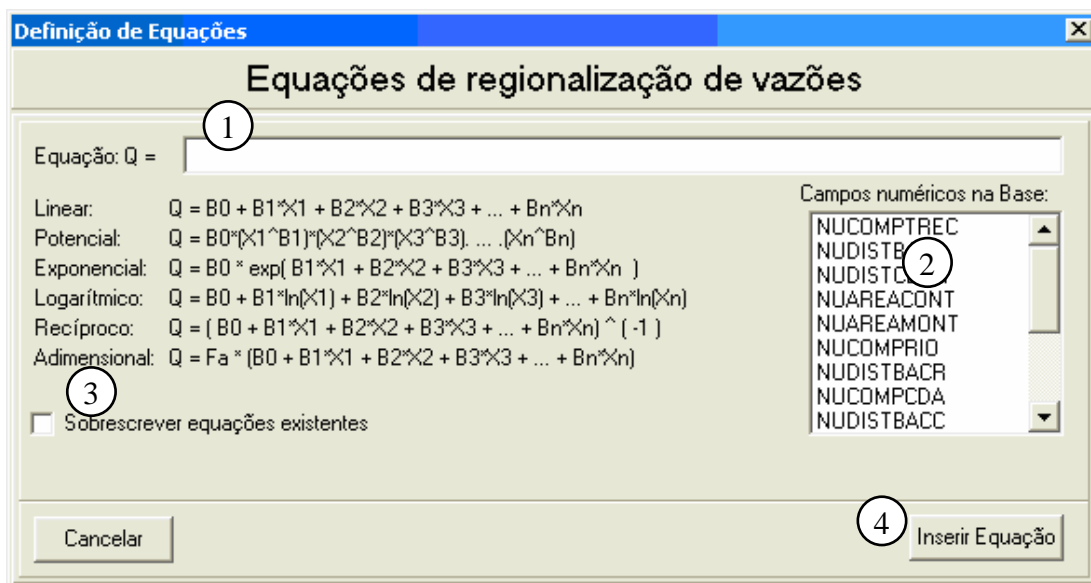 Definição de Equações
Equações de regionalização de vazões
1
Equação: Q =
Linear: Q = B0 + B1*X1 + B2*X2 + B3*X3 + ... + Bn*Xn
Potencial: Q = B0*(X1^B1)*(X2^B2)*(X3^B3). ... .(Xn^Bn)
Exponencial: Q = B0 * exp( B1*X1 + B2*X2 + B3*X3 + ... + Bn*Xn )
Logarítmico: Q = B0 + B1*ln(X1) + B2*ln(X2) + B3*ln(X3) + ... + Bn*ln(Xn)
Recíproco: Q = ( B0 + B1*X1 + B2*X2 + B3*X3 + ... + Bn*Xn) ^ ( -1 )
Adimensional: Q = Fa * (B0 + B1*X1 + B2*X2 + B3*X3 + ... + Bn*Xn)
3
Sobrescrever equações existentes
Campos numéricos na Base:
NUCOMPTREC
2
NUAREACONT
NUAREAMONT
NUCOMPRIO
NUDISTBACR
NUCOMPCDA
NUDISTBACC
Cancelar
4
Inserir Equação